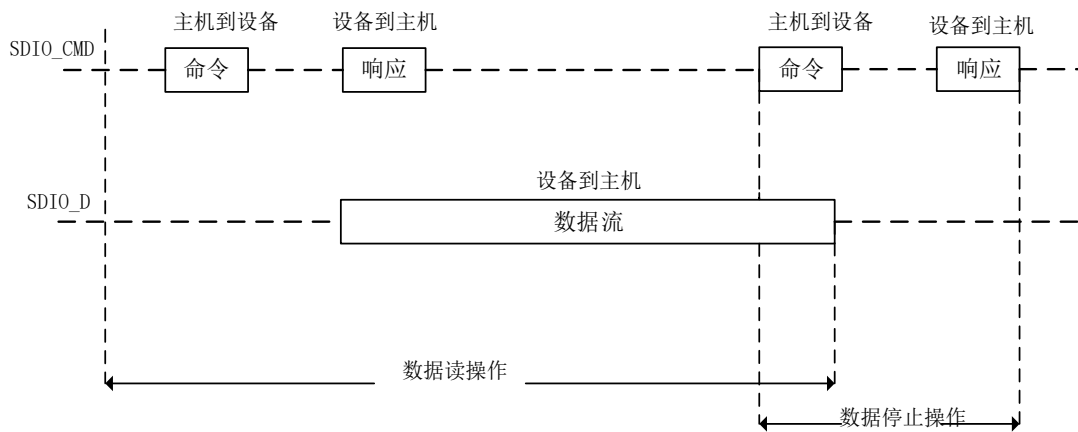 主机到设备
设备到主机
主机到设备
设备到主机
SDIO_CMD
命令
响应
命令
响应
设备到主机
SDIO_D
数据流
数据读操作
数据停止操作